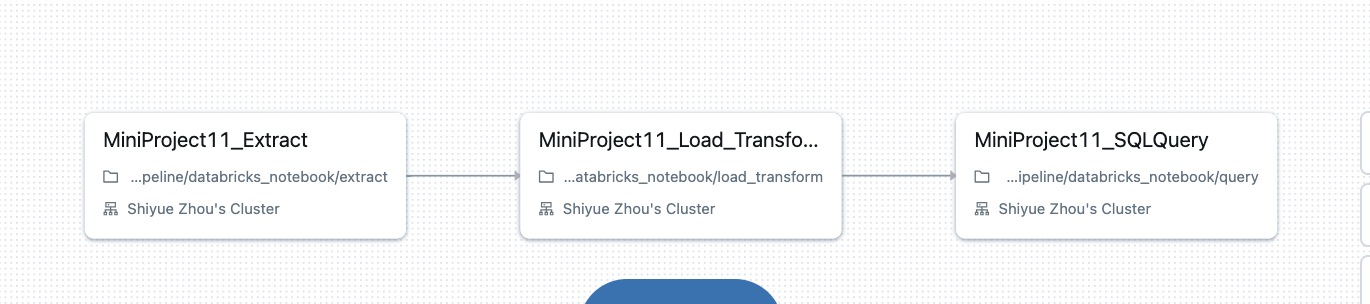 MiniProject11_Extract
...peline/databricks_notebook/extract
Shiyue Zhou's Cluster
MiniProject11_Load_Transfo...
...atabricks_notebook/load_transform
Shiyue Zhou's Cluster
MiniProject11_SQLQuery
...ipeline/databricks_notebook/query
Shiyue Zhou's Cluster